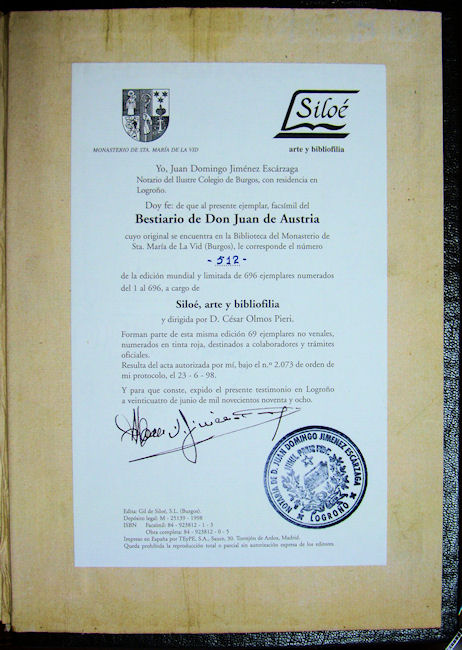 Siloé
MONASTERIO DE STA. MARÍA DE LA VID
arte y bibliofilia
Yo, Juan Domingo Jiménez Escárzaga
Notario del Ilustre Colegio de Burgos, con residencia en
Logroño.
Doy fe: de que al presente ejemplar, facsímil del
Bestiario de Don Juan de Austria
cuyo original se encuentra en la Biblioteca del Monasterio de
Sta. María de La Vid (Burgos), le corresponde el número
- 512 -
de la edición mundial y limitada de 696 ejemplares numerados
del 1 al 696, a cargo de
Siloé, arte y bibliofilia
y dirigida por D. César Olmos Pieri.
Forman parte de esta misma edición 69 ejemplares no venales,
numerados en tinta roja, destinados a colaboradores y trámites
oficiales.
Resulta del acta autorizada por mí, bajo el n.º 2.073 de orden de
mi protocolo, el 23 - 6 - 98.
Y para que conste, expido el presente testimonio en Logroño
a veinticuatro de junio de mil novecientos noventa y ocho.
NOTARIA DE D. JUAN DOMINGO JIMENEZ ESCÁRZAGA
LOGROÑO
Edita: Gil de Siloé, S.L. (Burgos).
Depósito legal: M - 25139 - 1998
ISBN Facsímil: 84 - 923812 - 1 - 3
Obra completa: 84 - 923812 - 0 - 5
Impreso en España por TEyPE, S.A., Sauce, 30. Torrejón de Ardoz, Madrid.
Queda prohibida la reproducción total o parcial sin autorización expresa de los editores.